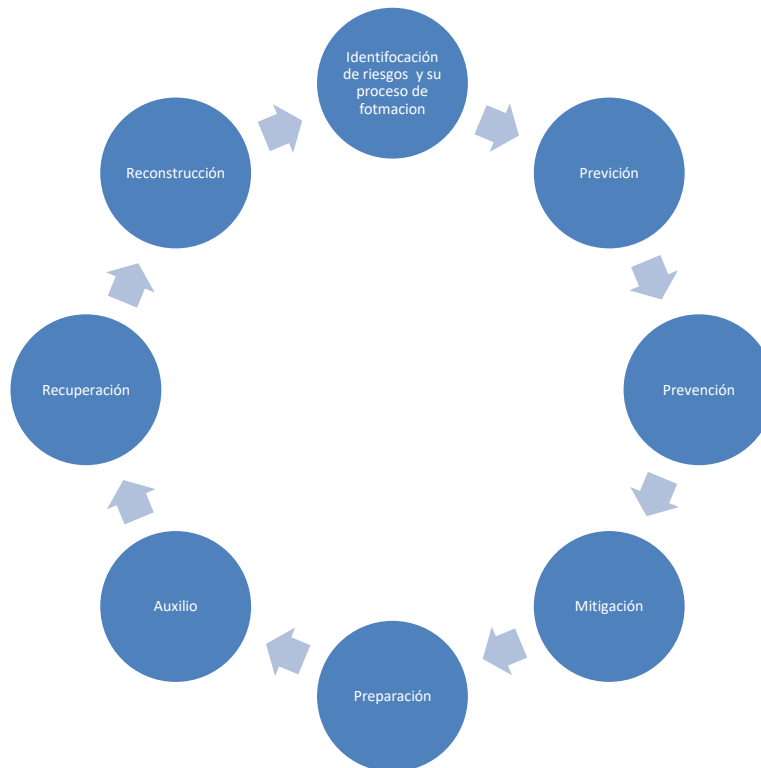 Identifocación
de riesgos y su
proceso de
fotmacion
Previción
Prevención
Mitigación
Preparación
Auxilio
Recuperación
Reconstrucción